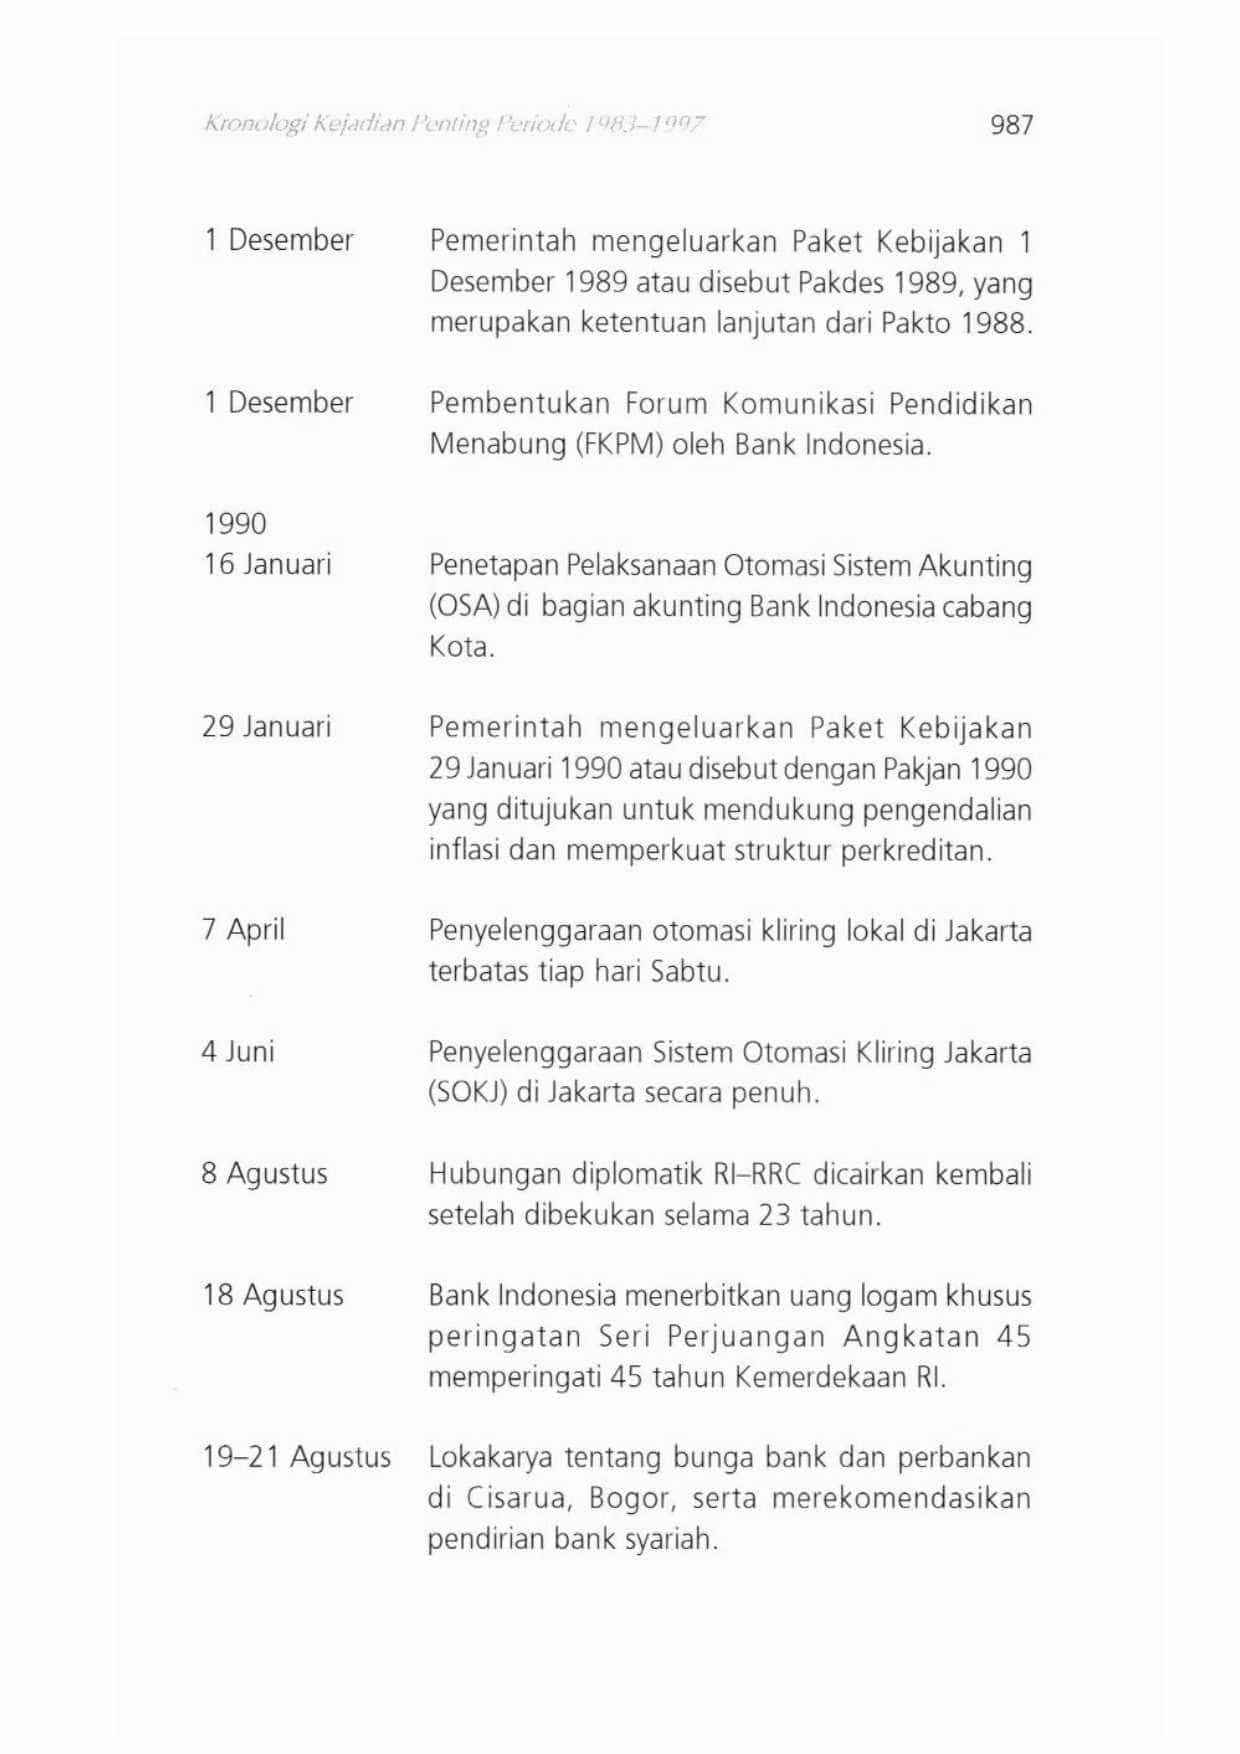 Kronologi Kejadian Penting Periode 1983–1997 987
1 Desember Pemerintah mengeluarkan Paket Kebijakan 1
Desember 1989 atau disebut Pakdes 1989, yang
merupakan ketentuan lanjutan dari Pakto 1988.
1 Desember Pembentukan Forum Komunikasi Pendidikan
Menabung (FKPM) oleh Bank Indonesia.
1990
16 Januari Penetapan Pelaksanaan Otomasi Sistem Akunting
(OSA) di bagian akunting Bank Indonesia cabang
Kota.
29 Januari Pemerintah mengeluarkan Paket Kebijakan
29 Januari 1990 atau disebut dengan Pakjan 1990
yang ditujukan untuk mendukung pengendalian
inflasi dan memperkuat struktur perkreditan.
7 April Penyelenggaraan otomasi kliring lokal di Jakarta
terbatas tiap hari Sabtu.
4 Juni Penyelenggaraan Sistem Otomasi Kliring Jakarta
(SOKJ) di Jakarta secara penuh.
8 Agustus Hubungan diplomatik RI–RRC dicairkan kembali
setelah dibekukan selama 23 tahun.
18 Agustus Bank Indonesia menerbitkan uang logam khusus
peringatan Seri Perjuangan Angkatan 45
memperingati 45 tahun Kemerdekaan RI.
19–21 Agustus Lokakarya tentang bunga bank dan perbankan
di Cisarua, Bogor, serta merekomendasikan
pendirian bank syariah.